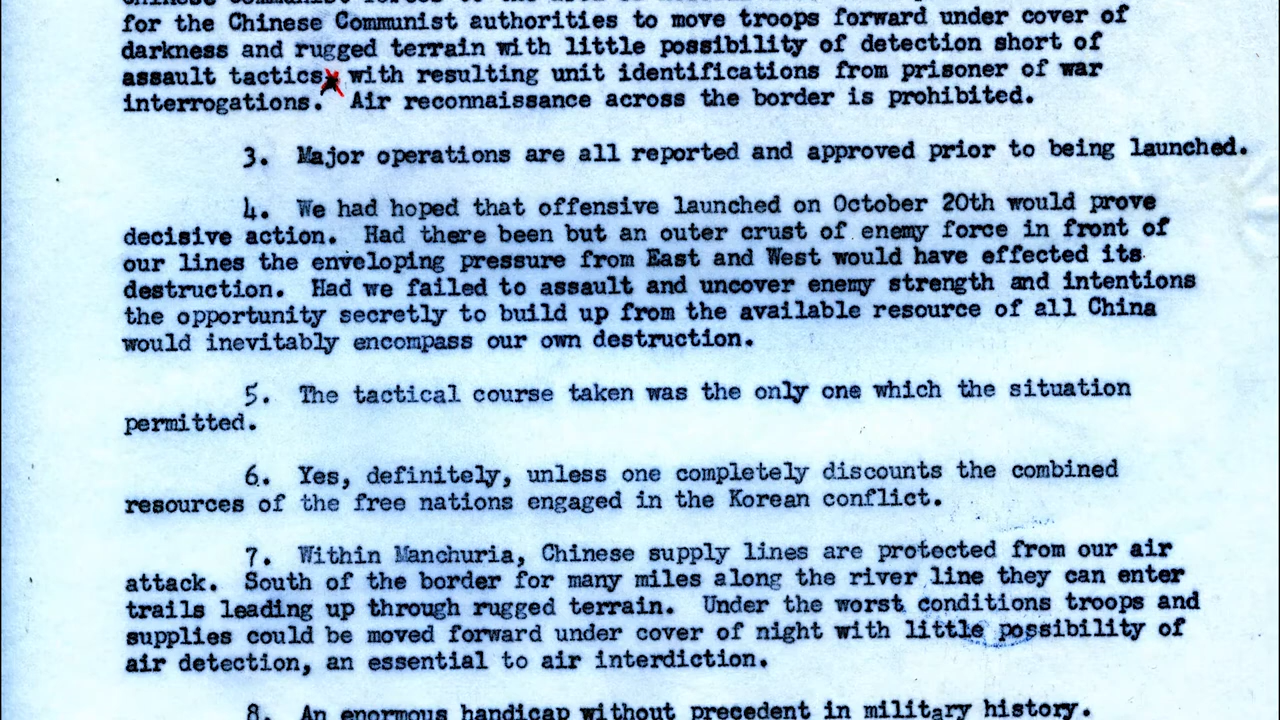 for the Chinese Communist authorities to move troops forward under cover of
darkness and rugged terrain with little possibility of detection short of
assault tactics with resulting unit identifications from prisoner of war
interrogations. Air reconnaissance across the border is prohibited.
3. Major operations are all reported and approved prior to being launched.
4. We had hoped that offensive launched on October 20th would prove
decisive action. Had there been but an outer crust of enemy force in front of
our lines the enveloping pressure from East and West would have effected its
destruction. Had we failed to assault and uncover enemy strength and intentions
the opportunity secretly to build up from the available resource of all China
would inevitably encompass our own destruction.
5. The tactical course taken was the only one which the situation
permitted.
6. Yes, definitely, unless one completely discounts the combined
resources of the free nations engaged in the Korean conflict.
7. Within Manchuria, Chinese supply lines are protected from our air
attack. South of the border for many miles along the river line they can enter
trails leading up through rugged terrain. Under the worst conditions troops and
supplies could be moved forward under cover of night with little possibility of
air detection, an essential to air interdiction.
8. An enormous handicap without precedent in military history.